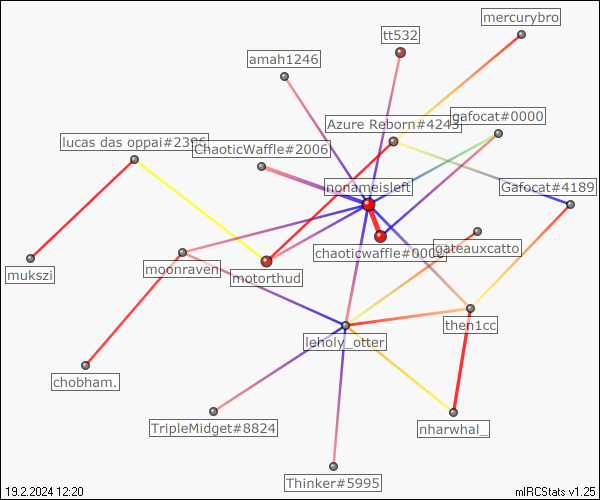 mercurybro
tt532
amah1246
gafocat#0000
Azure Reborn#4243
lucas das oppai#2396
ChaoticWaffle#2006
nonameisleft
Gafocat#4189
chaoticwaffle#000
gateauxcatto
mukszi
moonraven
motorthud
then1cc
leholy_otter
chobham.
TripleMidget#8824
nharwhal_
Thinker#5995
19.2.2024 12:20
mIRCStats v1.25